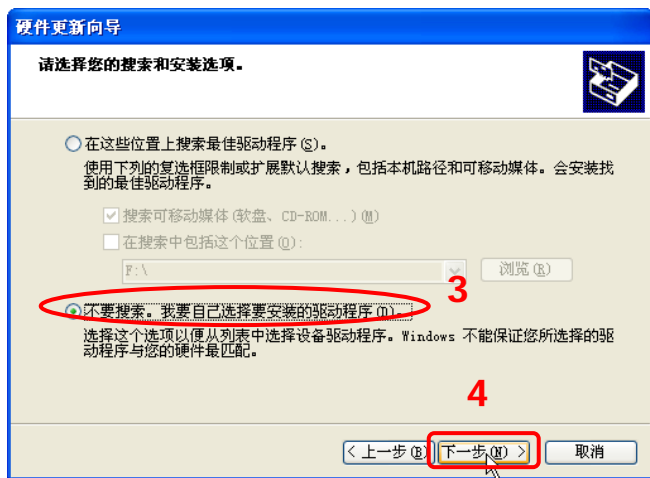 硬件更新向导
请选择您的搜索和安装选项。
在这些位置上搜索最佳驱动程序(S)。
使用下列的复选框限制或扩展默认搜索，包括本机路径和可移动媒体。会安装找
到的最佳驱动程序。
搜索可移动媒体(软盘、CD-ROM...)(M)
在搜索中包括这个位置(O):
F:\
浏览(R)
3
不要搜索。我要自己选择要安装的驱动程序(D)。
选择这个选项以便从列表中选择设备驱动程序。Windows 不能保证您所选择的驱
动程序与您的硬件最匹配。
4
< 上一步(B)
下一步(N) >
取消